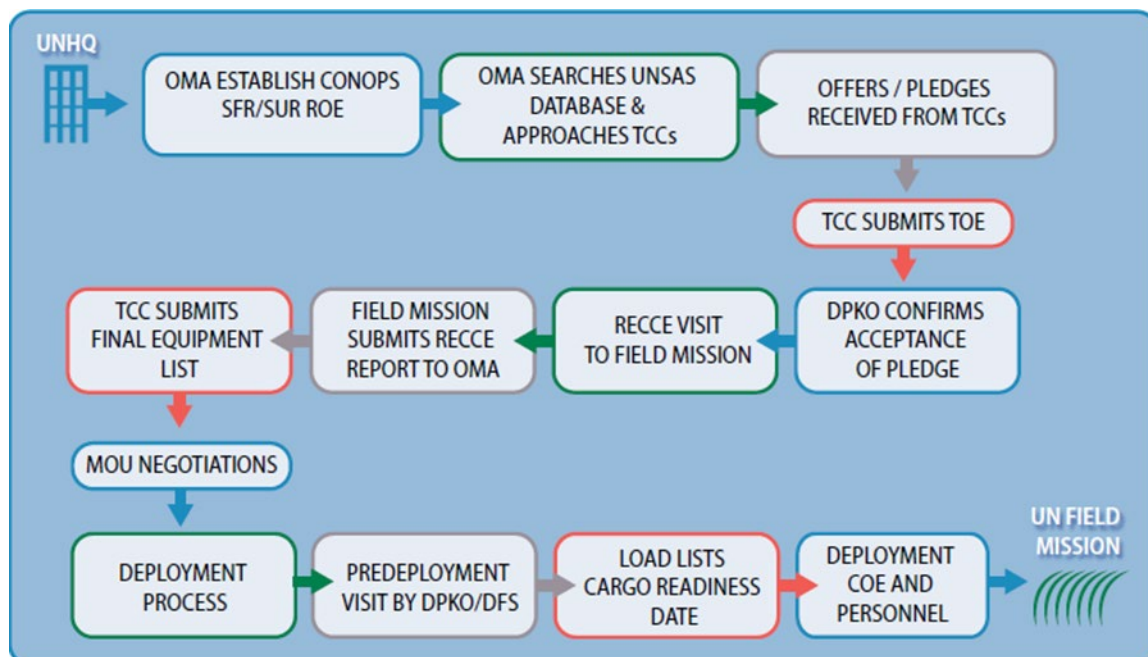 UNHQ
OMA ESTABLISH CONOPS
SFR/SUR ROE
OMA SEARCHES UNSAS
DATABASE &
APPROACHES TCCs
OFFERS / PLEDGES
RECEIVED FROM TCCs
TCC SUBMITS TOE
DPKO CONFIRMS
ACCEPTANCE
OF PLEDGE
RECCE VISIT
TO FIELD MISSION
FIELD MISSION
SUBMITS RECCE
REPORT TO OMA
TCC SUBMITS
FINAL EQUIPMENT
LIST
MOU NEGOTIATIONS
DEPLOYMENT
PROCESS
PREDEPLOYMENT
VISIT BY DPKO/DFS
LOAD LISTS
CARGO READINESS
DATE
DEPLOYMENT
COE AND
PERSONNEL
UN FIELD
MISSION